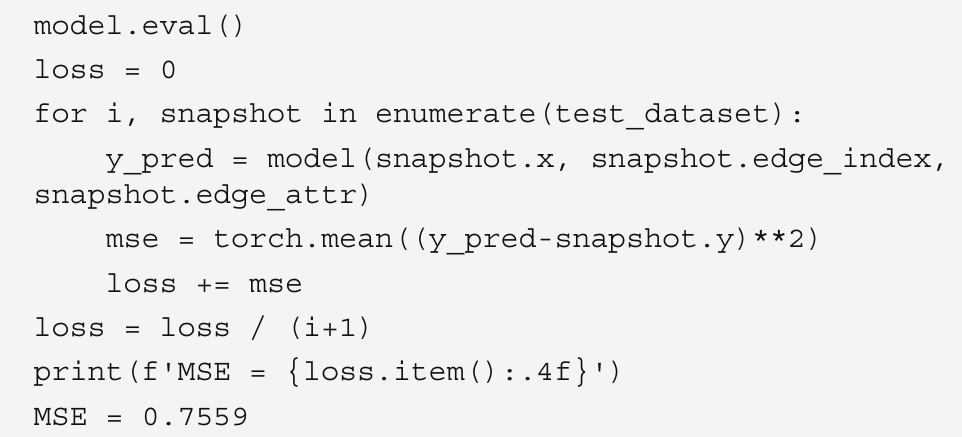 model.eval()
loss = 0
for i, snapshot in enumerate(test_dataset):
    y_pred = model(snapshot.x, snapshot.edge_index,
snapshot.edge_attr)
    mse = torch.mean((y_pred-snapshot.y)**2)
    loss += mse
loss = loss / (i+1)
print(f'MSE = {loss.item():.4f}')
MSE = 0.7559